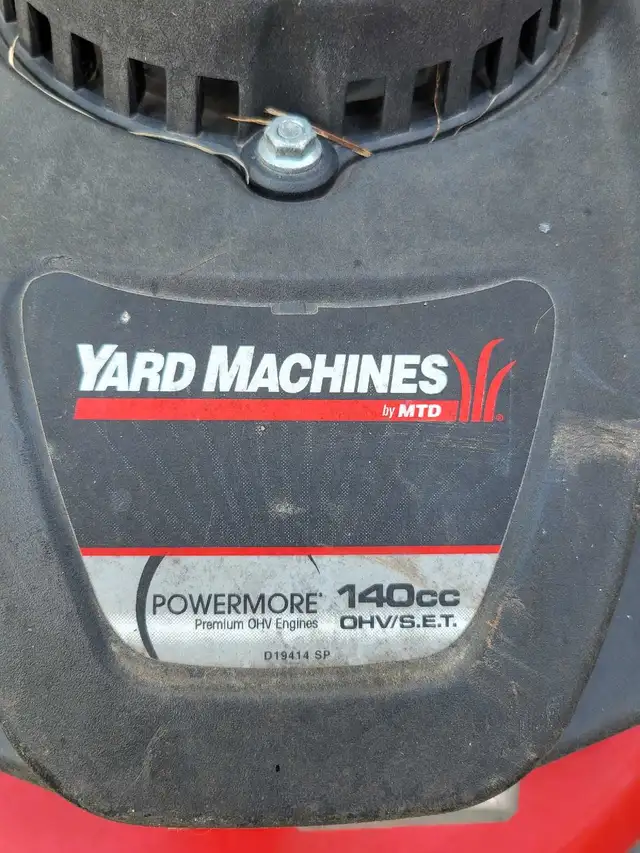 YARD MACHINES
by MTD
POWERMORE® 140cc
Premium OHV Engines OHV/S.E.T.
D19414 SP